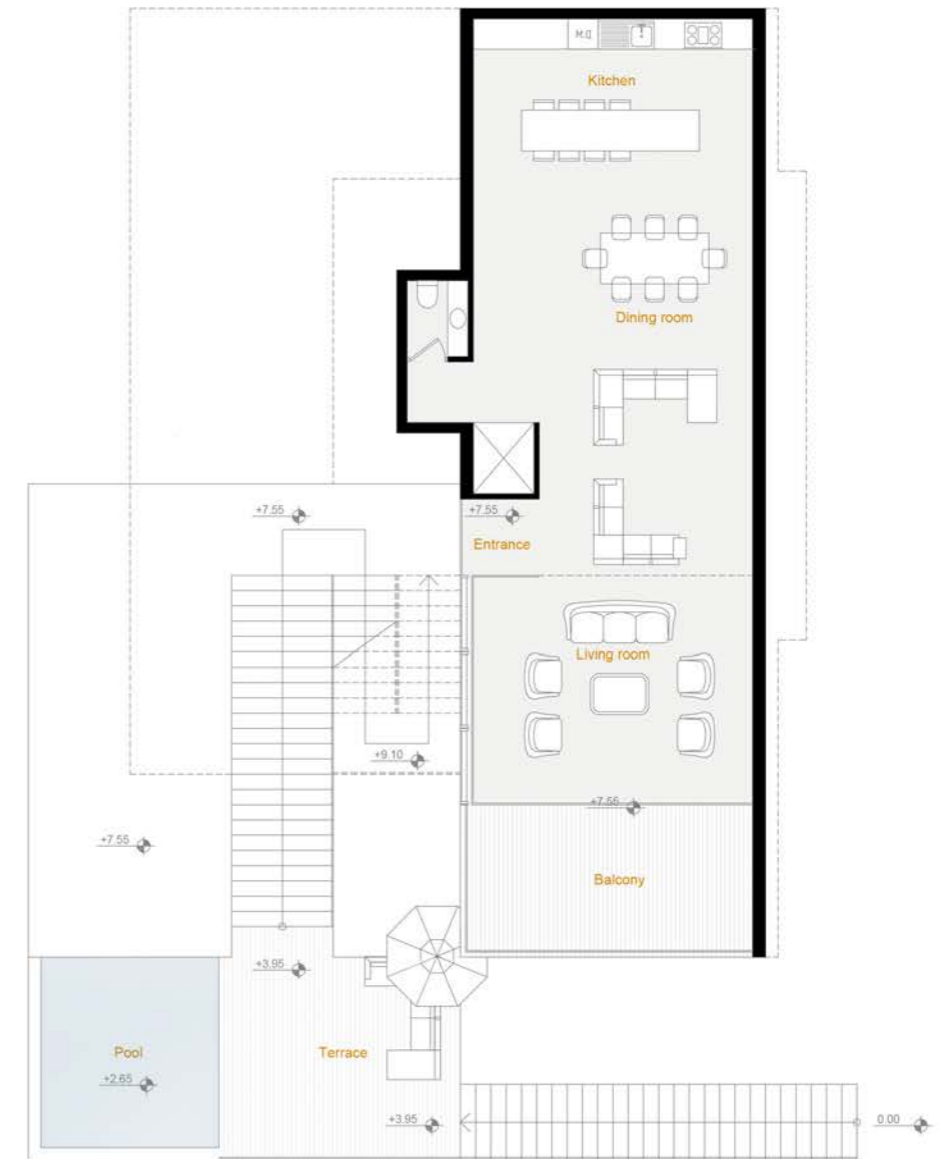 M.D
Kitchen
Dining room
+7.55
+7.55
Entrance
Living room
+9.10
+7.55
+7.55
Balcony
+3.95
Pool
Terrace
+2.65
+3.95
0.00